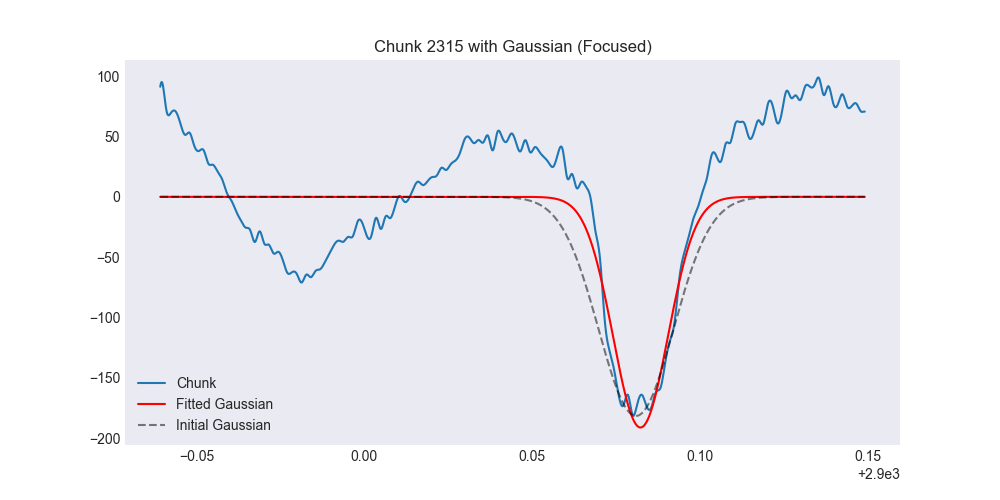 Chunk 2315 with Gaussian (Focused)
100
50
0
−50
−100
−150
−200
Chunk
Fitted Gaussian
Initial Gaussian
−0.05 0.00 0.05 0.10 0.15
+2.9e3